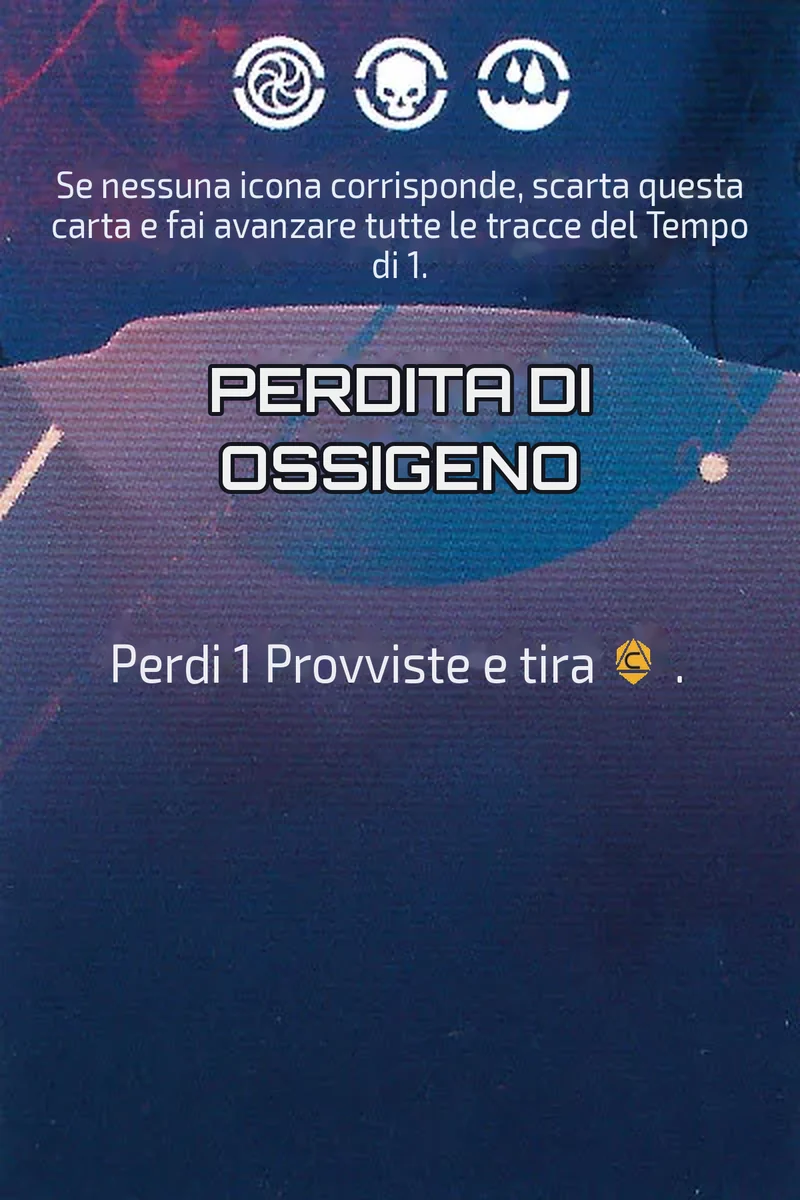 Se nessuna icona corrisponde, scarta questa
carta e fai avanzare tutte le tracce del Tempo
di 1.
PERDITA DI
OSSIGENO
Perdi 1 Provviste e tira C .